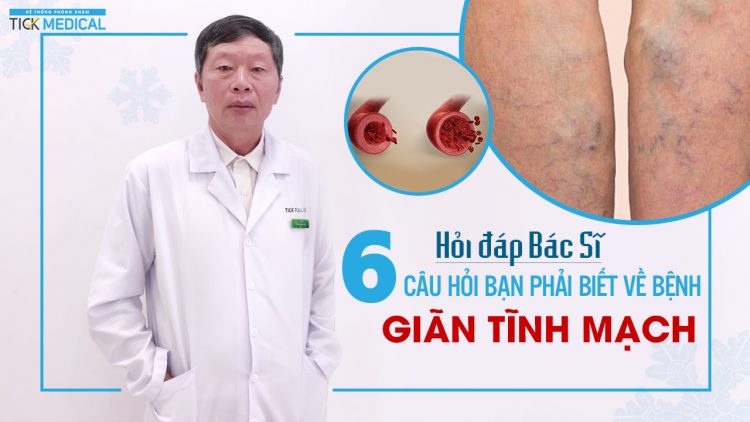 HỆ THỐNG PHÒNG KHÁM
TICK MEDICAL
Hỏi đáp Bác Sĩ
6 CÂU HỎI BẠN PHẢI BIẾT VỀ BỆNH
GIÃN TĨNH MẠCH